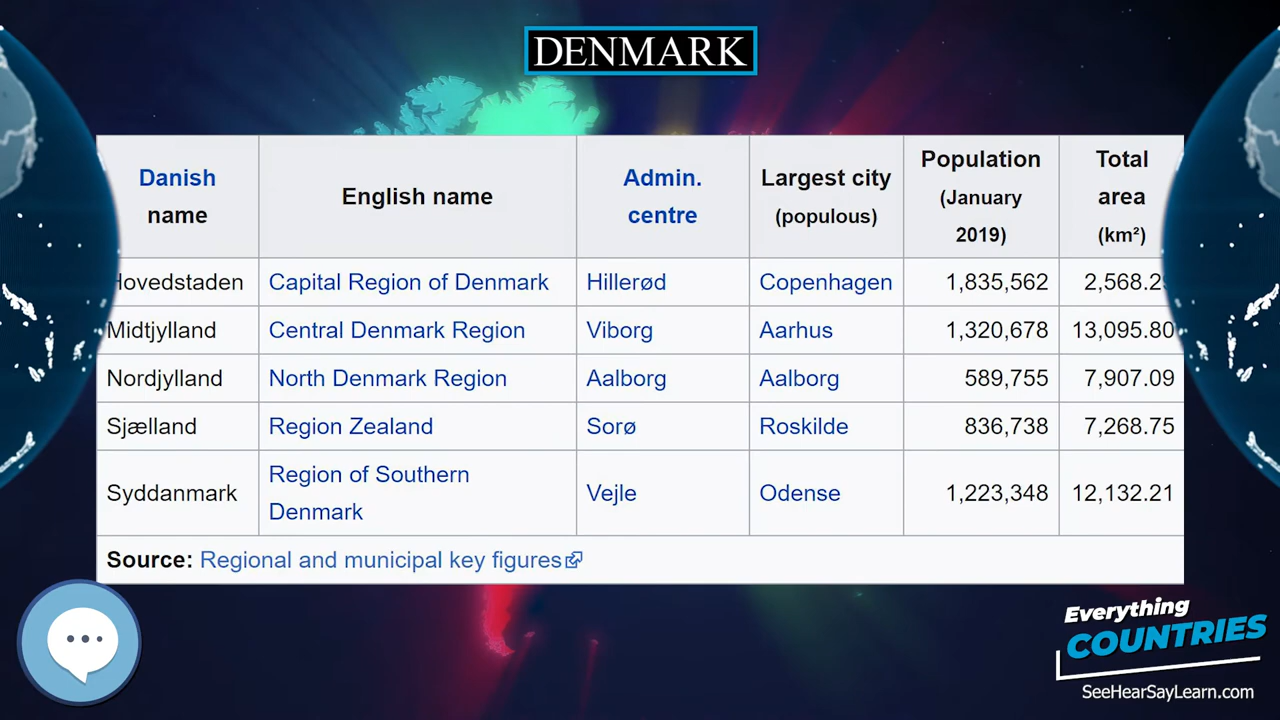 DENMARK
Danish name English name Admin. centre Largest city (populous) Population (January 2019) Total area (km²)
Hovedstaden Capital Region of Denmark Hillerød Copenhagen 1,835,562
Midtjylland Central Denmark Region Viborg Aarhus 1,320,678 13,095.80
Nordjylland North Denmark Region Aalborg Aalborg 589,755 7,907.09
Sjælland Region Zealand Sorø Roskilde 836,738 7,268.75
Syddanmark Region of Southern Denmark Vejle Odense 1,223,348 12,132.21
Source: Regional and municipal key figures
Everything
COUNTRIES
SeeHearSayLearn.com